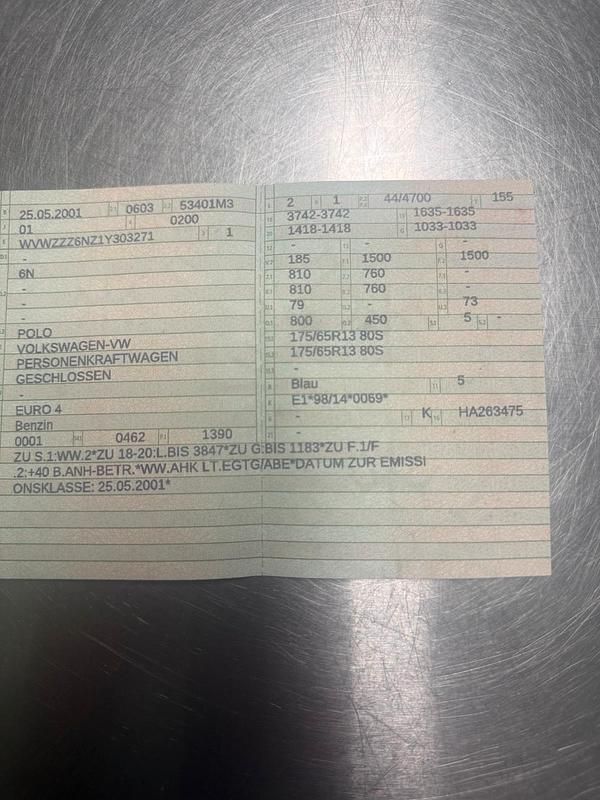 25.05.2001 0603 53401M3
01 0200
WVWZZZ6NZ1Y303271 1
-
6N
-
-
-
POLO
VOLKSWAGEN-VW
PERSONENKRAFTWAGEN
GESCHLOSSEN
-
EURO 4
Benzin
0001 0462 1390
2 1 44/4700 155
3742-3742 1635-1635
1418-1418 1033-1033
- - -
185 1500 1500
810 760 -
810 760 -
79 - 73
800 450 5 -
175/65R13 80S
175/65R13 80S
-
Blau 5
E1*98/14*0069*
- K HA263475
ZU S.1:WW.2*ZU 18-20:L.BIS 3847*ZU G:BIS 1183*ZU F.1/F
.2:+40 B.ANH-BETR.*WW.AHK LT.EGTG/ABE*DATUM ZUR EMISSI
ONSKLASSE: 25.05.2001*